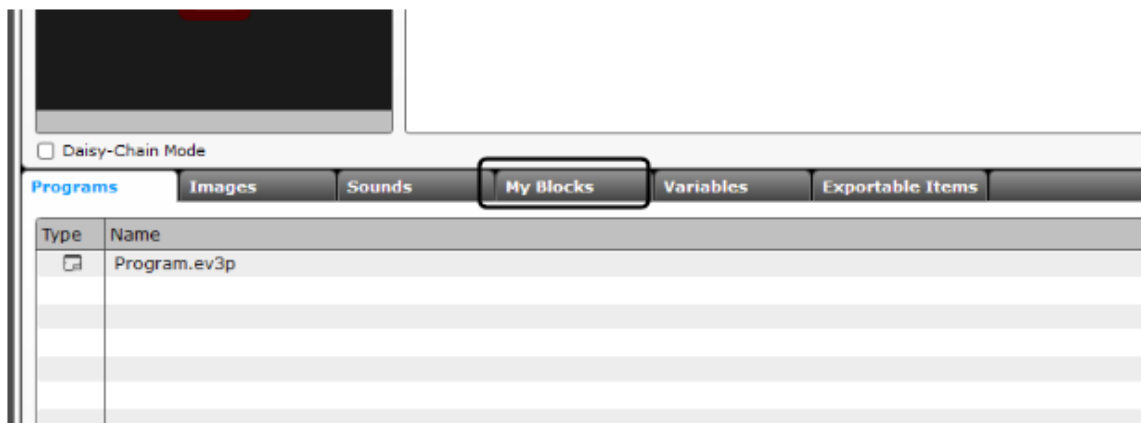 Daisy-Chain Mode
Programs Images Sounds My Blocks Variables Exportable Items
Type Name
Program.ev3p